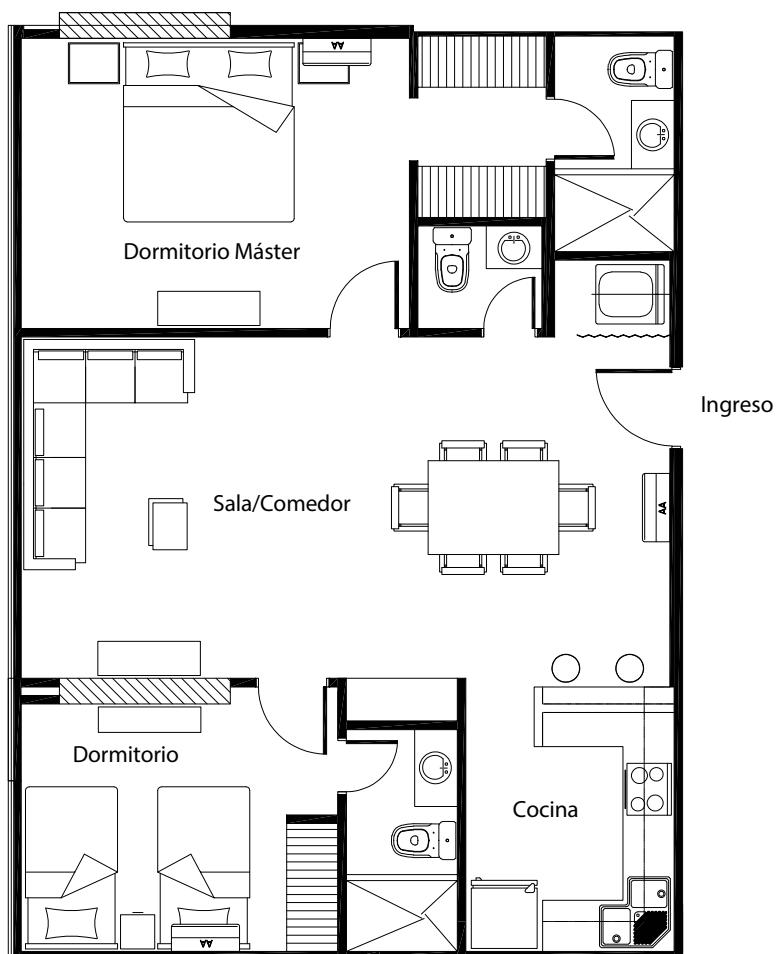 AA
Dormitorio Máster
Ingreso
Sala/Comedor
AA
Dormitorio
Cocina
AA